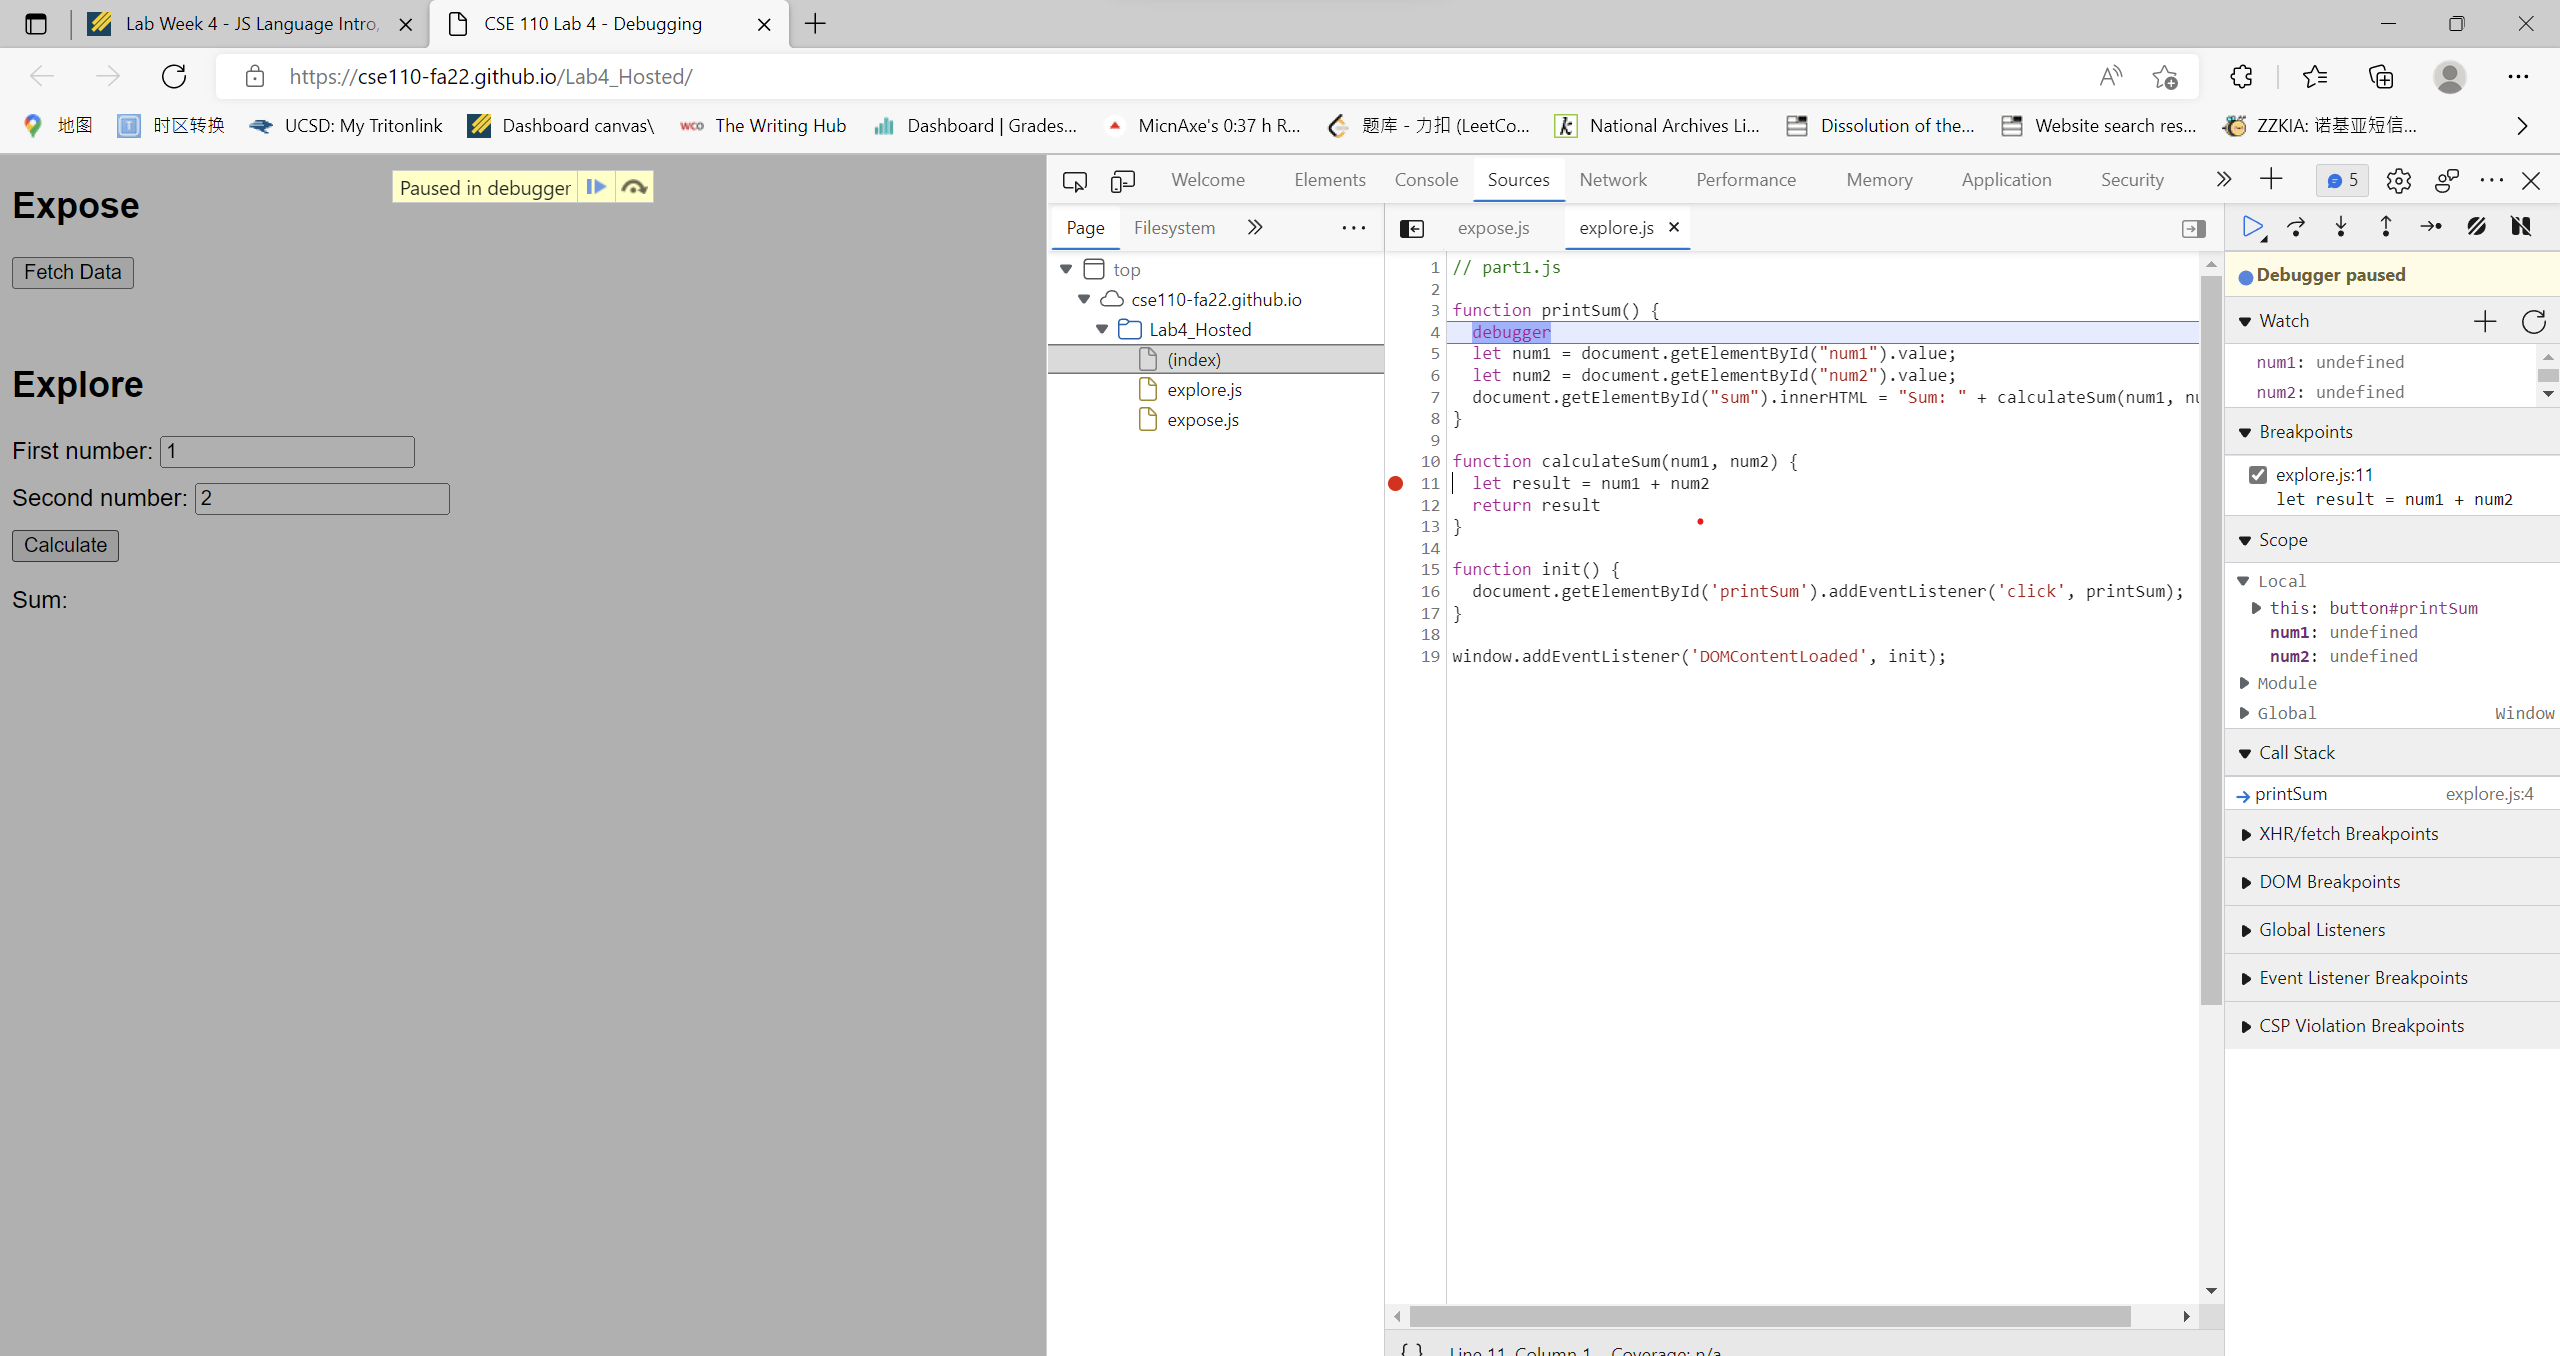 Lab Week 4 - JS Language Intro,
CSE 110 Lab 4 - Debugging
https://cse110-fa22.github.io/Lab4_Hosted/
地图
时区转换
UCSD: My Tritonlink
Dashboard canvas\
The Writing Hub
Dashboard | Grades...
MicnAxe's 0:37 h R...
题库 - 力扣 (LeetCo...
National Archives Li...
Dissolution of the...
Website search res...
ZZKIA: 诺基亚短信...
Expose
Paused in debugger
Fetch Data
Explore
First number: 1
Second number: 2
Calculate
Sum:
Welcome
Elements
Console
Sources
Network
Performance
Memory
Application
Security
5
Page
Filesystem
top
cse110-fa22.github.io
Lab4_Hosted
(index)
explore.js
expose.js
expose.js
explore.js
1 // part1.js
2
3 function printSum() {
4 debugger
5 let num1 = document.getElementById("num1").value;
6 let num2 = document.getElementById("num2").value;
7 document.getElementById("sum").innerHTML = "Sum: " + calculateSum(num1, nu
8 }
9
10 function calculateSum(num1, num2) {
11 let result = num1 + num2
12 return result
13 }
14
15 function init() {
16 document.getElementById('printSum').addEventListener('click', printSum);
17 }
18
19 window.addEventListener('DOMContentLoaded', init);
{ } Line 11, Column 1 Coverage: n/a
Debugger paused
Watch
num1: undefined
num2: undefined
Breakpoints
explore.js:11
let result = num1 + num2
Scope
Local
this: button#printSum
num1: undefined
num2: undefined
Module
Global Window
Call Stack
printSum explore.js:4
XHR/fetch Breakpoints
DOM Breakpoints
Global Listeners
Event Listener Breakpoints
CSP Violation Breakpoints